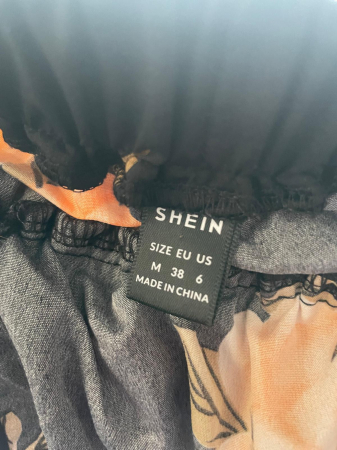 SHEIN
SIZE EU US
M 38 6
MADE IN CHINA